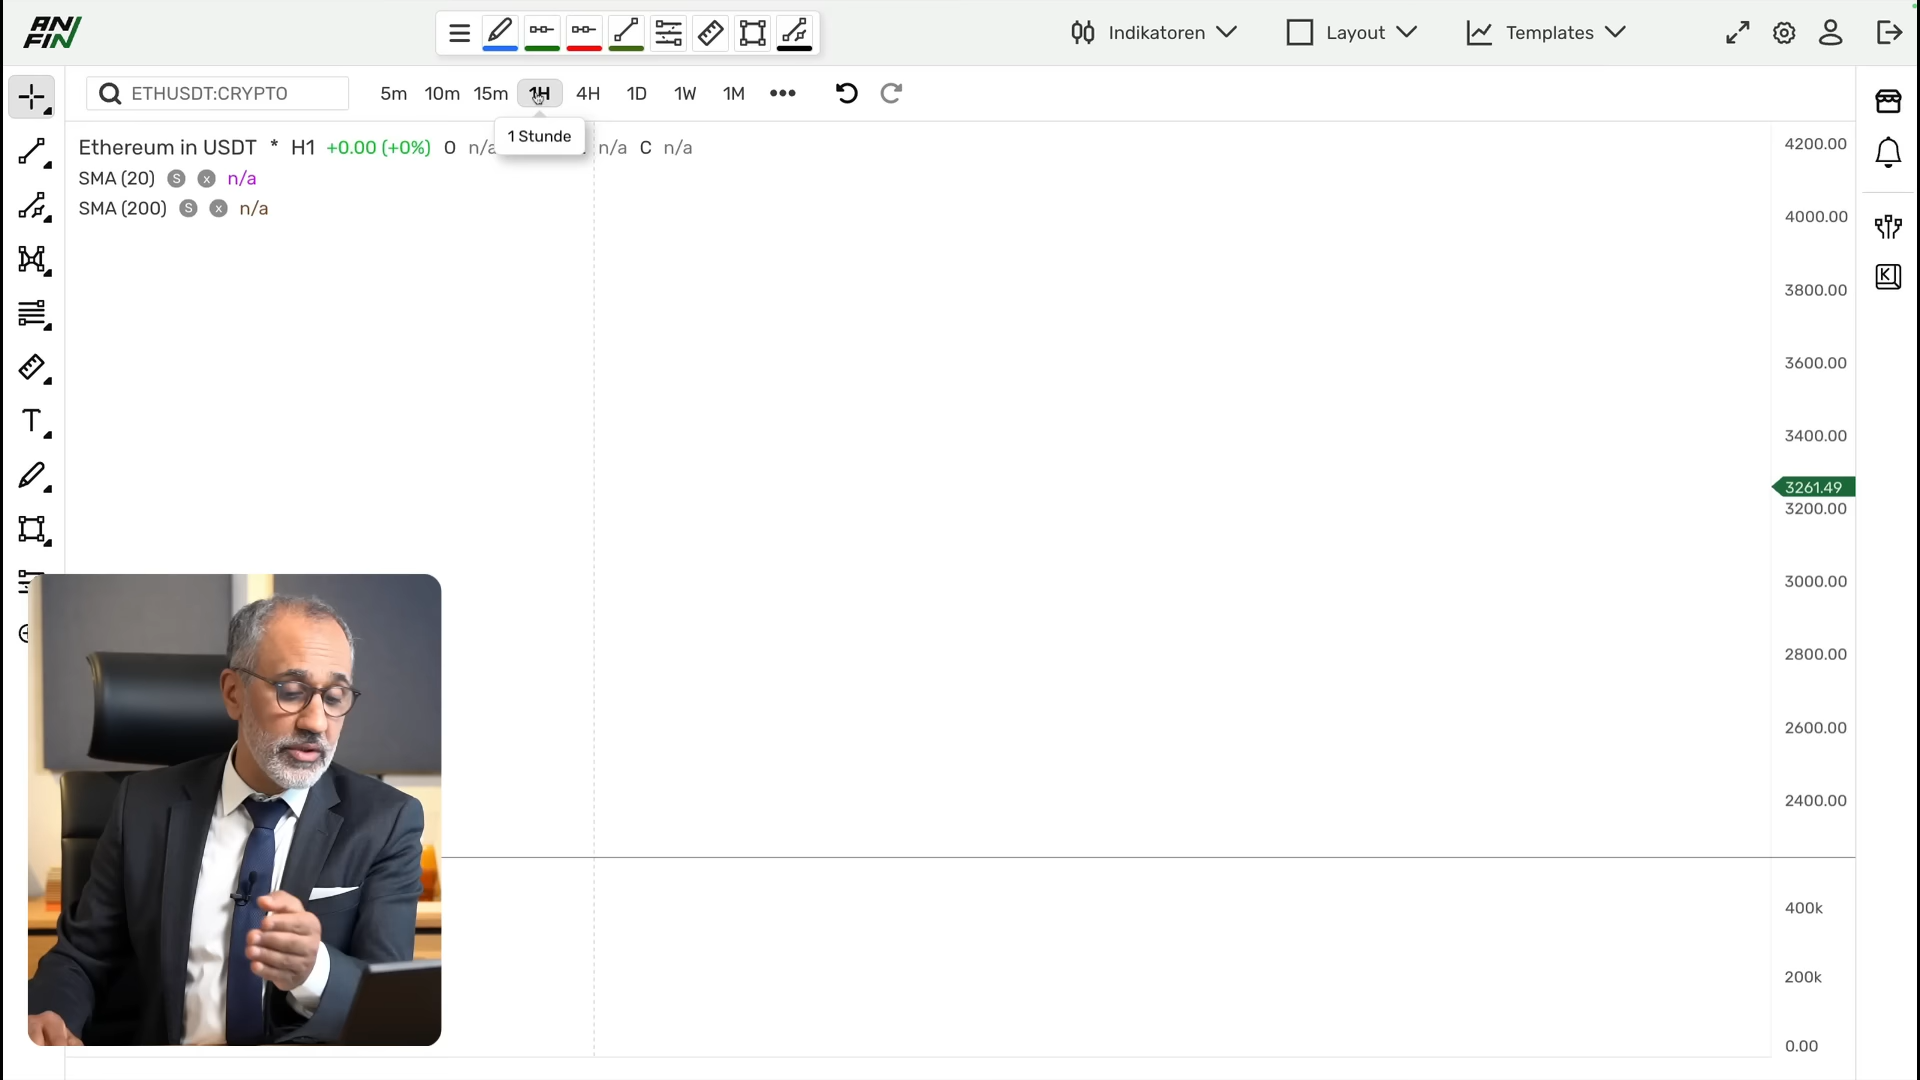 ANFIN
Indikatoren
Layout
Templates
ETHUSDT:CRYPTO
5m 10m 15m 1H 4H 1D 1W 1M •••
1 Stunde
Ethereum in USDT * H1 +0.00 (+0%) O n/a n/a C n/a
SMA (20) S x n/a
SMA (200) S x n/a
4200.00
4000.00
3800.00
3600.00
3400.00
3261.49
3200.00
3000.00
2800.00
2600.00
2400.00
400k
200k
0.00
T
K